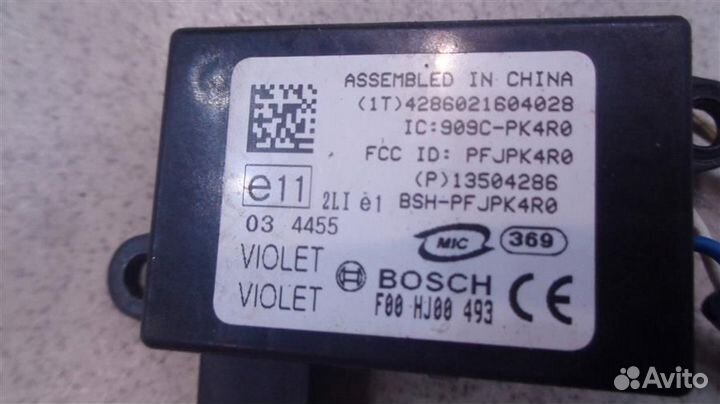 ASSEMBLED IN CHINA
(1T)4286021604028
IC:909C-PK4R0
FCC ID: PFJPK4R0
(P)13504286
e11 2LI e1 BSH-PFJPK4R0
03 4455
MIC 369
VIOLET
BOSCH CE
VIOLET
F00 HJ00 493
Avito